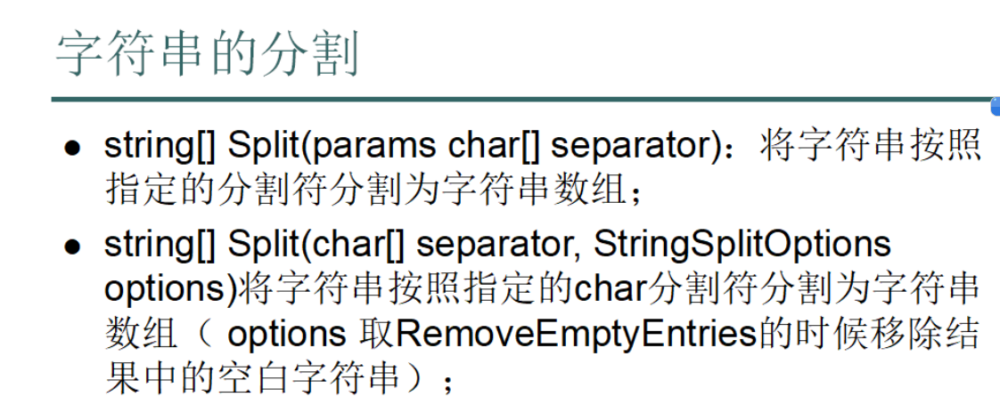 字符串的分割
● string[] Split(params char[] separator)：将字符串按照
指定的分割符分割为字符串数组；
● string[] Split(char[] separator, StringSplitOptions
options)将字符串按照指定的char分割符分割为字符串
数组（ options 取RemoveEmptyEntries的时候移除结
果中的空白字符串）；